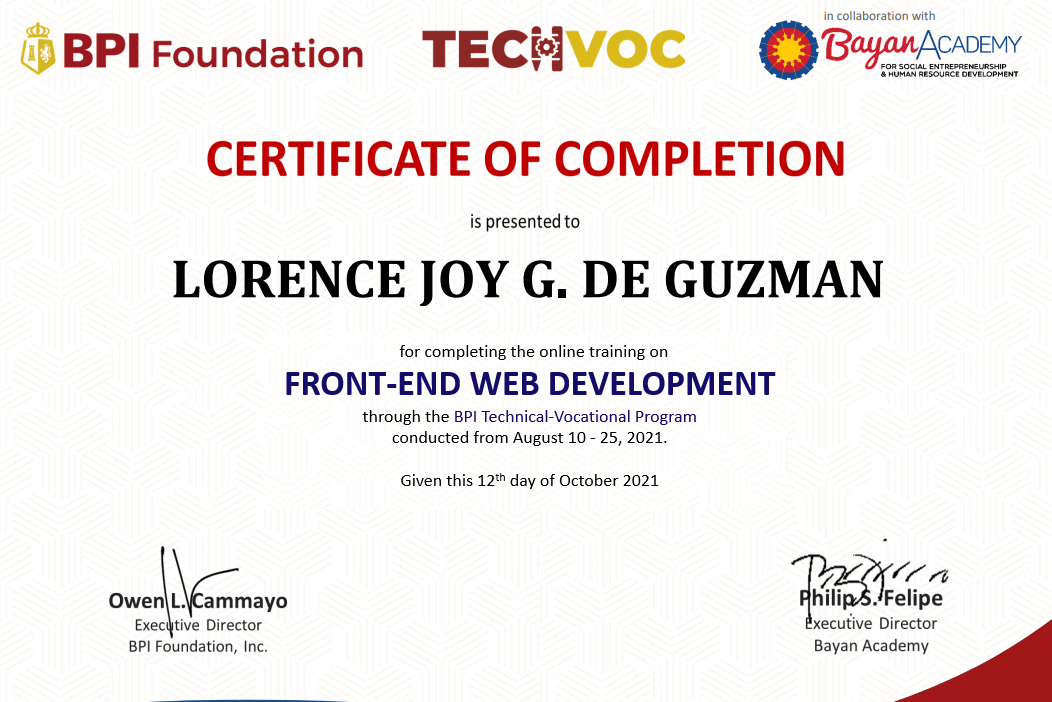 BPI Foundation
TECHVOC
in collaboration with
BayanACADEMY
FOR SOCIAL ENTREPRENEURSHIP
& HUMAN RESOURCE DEVELOPMENT
CERTIFICATE OF COMPLETION
is presented to
LORENCE JOY G. DE GUZMAN
for completing the online training on
FRONT-END WEB DEVELOPMENT
through the BPI Technical-Vocational Program
conducted from August 10 - 25, 2021.
Given this 12th day of October 2021
Owen L. Cammayo
Executive Director
BPI Foundation, Inc.
Philip S. Felipe
Executive Director
Bayan Academy